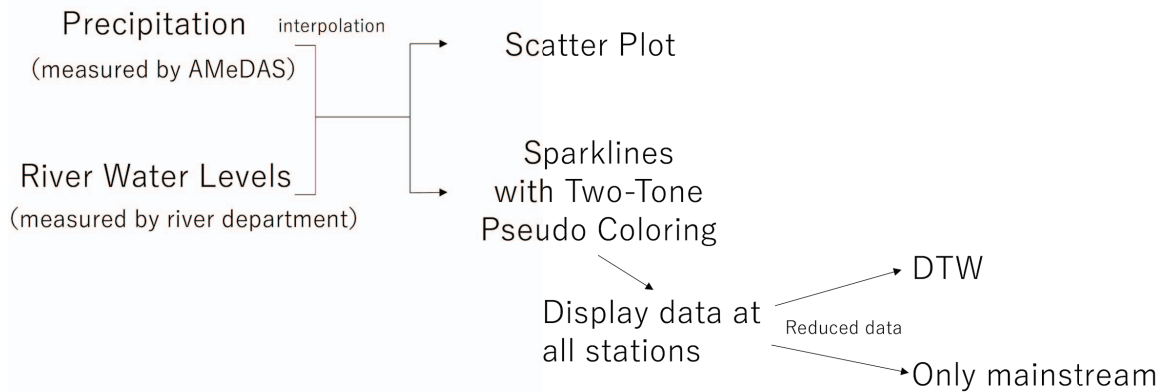 Precipitation
interpolation
(measured by AMeDAS)
River Water Levels
(measured by river department)
Scatter Plot
Sparklines
with Two-Tone
Pseudo Coloring
Display data at
all stations
Reduced data
DTW
Only mainstream